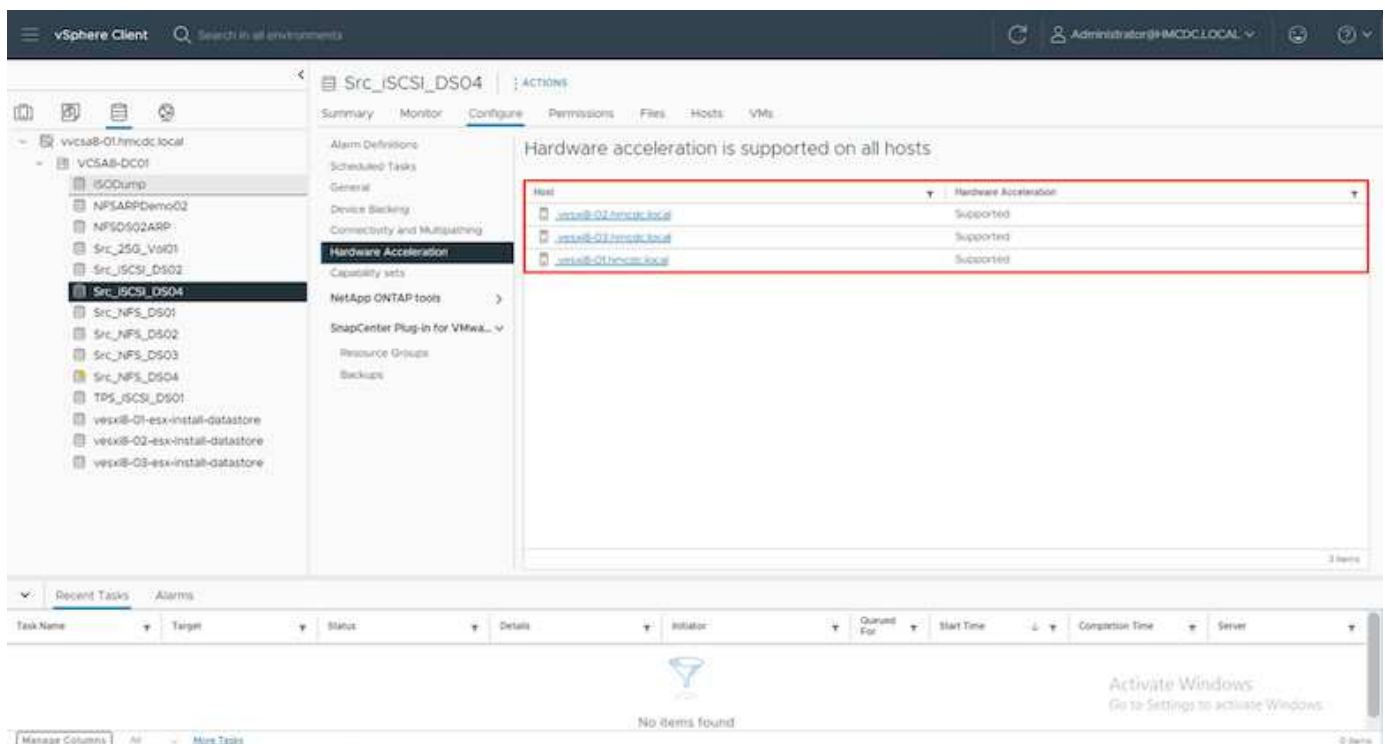 vSphere Client
Search in all environments
Administrator@HMCDC.LOCAL
Src_iSCSI_DS04
ACTIONS
Summary Monitor Configure Permissions Files Hosts VMs
vvcsa8-01.hmcdc.local
VCSA8-DC01
ISODump
NFSARPDemo02
NFSDS02ARP
Src_25G_Vol01
Src_iSCSI_DS02
Src_iSCSI_DS04
Src_NFS_DS01
Src_NFS_DS02
Src_NFS_DS03
Src_NFS_DS04
TPS_iSCSI_DS01
vesxi8-01-esx-install-datastore
vesxi8-02-esx-install-datastore
vesxi8-03-esx-install-datastore
Alarm Definitions
Scheduled Tasks
General
Device Backing
Connectivity and Multipathing
Hardware Acceleration
Capability sets
NetApp ONTAP tools
SnapCenter Plug-in for VMwa...
Resource Groups
Backups
Hardware acceleration is supported on all hosts
Host Hardware Acceleration
vesxi8-02.hmcdc.local Supported
vesxi8-03.hmcdc.local Supported
vesxi8-01.hmcdc.local Supported
3 items
Recent Tasks Alarms
Task Name Target Status Details Initiator Queued For Start Time Completion Time Server
No items found
Activate Windows
Go to Settings to activate Windows.
Manage Columns All More Tasks
0 items